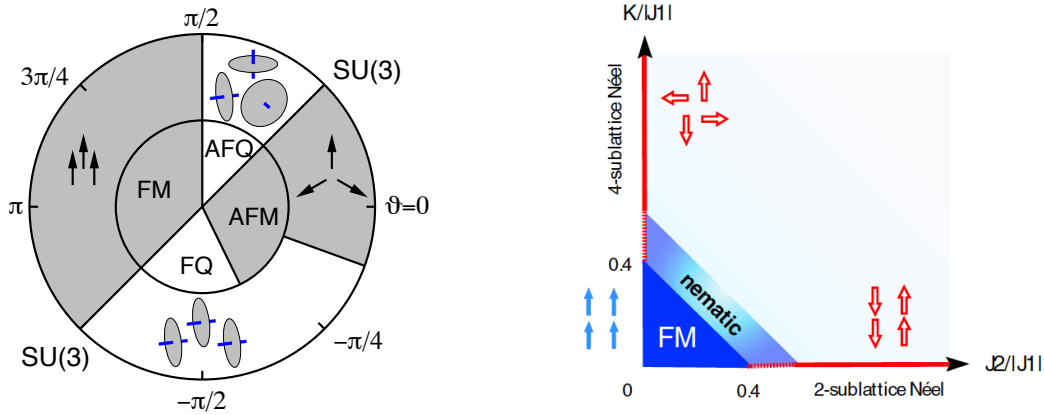 π/2
3π/4
SU(3)
AFQ
FM
π
ϑ=0
AFM
FQ
−π/4
SU(3)
−π/2
K/|J1|
4-sublattice Néel
0.4
nematic
FM
0
0.4
2-sublattice Néel
J2/|J1|